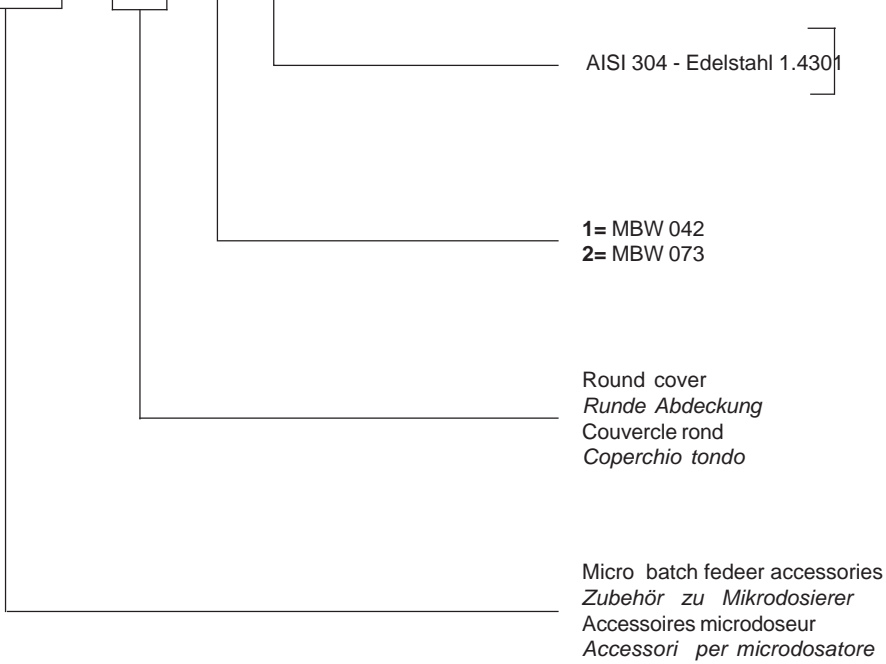 AISI 304 - Edelstahl 1.4301
1= MBW 042
2= MBW 073
Round cover
Runde Abdeckung
Couvercle rond
Coperchio tondo
Micro batch fedeer accessories
Zubehör zu Mikrodosierer
Accessoires microdoseur
Accessori per microdosatore